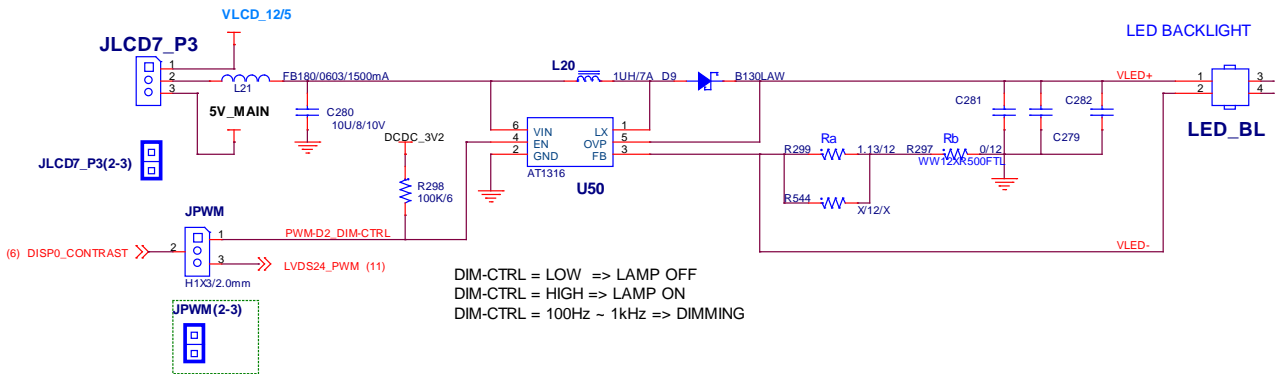 VLCD_12/5
LED BACKLIGHT
JLCD7_P3
1
2
3
L21
FB180/0603/1500mA
L20
1UH/7A
D9
B130LAW
VLED+
1
2
3
4
LED_BL
5V_MAIN
C280
10U/8/10V
DCDC_3V2
6
4
2
VIN
EN
GND
LX
OVP
FB
1
5
3
AT1316
U50
C281
C282
C279
Ra
Rb
R299
1.13/12
R297
0/12
WW12XR500FTL
R544
X/12/X
JLCD7_P3(2-3)
R298
100K/6
JPWM
(6) DISP0_CONTRAST
2
1
3
PWM-D2_DIM-CTRL
LVDS24_PWM (11)
H1X3/2.0mm
VLED-
DIM-CTRL = LOW => LAMP OFF
DIM-CTRL = HIGH => LAMP ON
DIM-CTRL = 100Hz ~ 1kHz => DIMMING
JPWM(2-3)